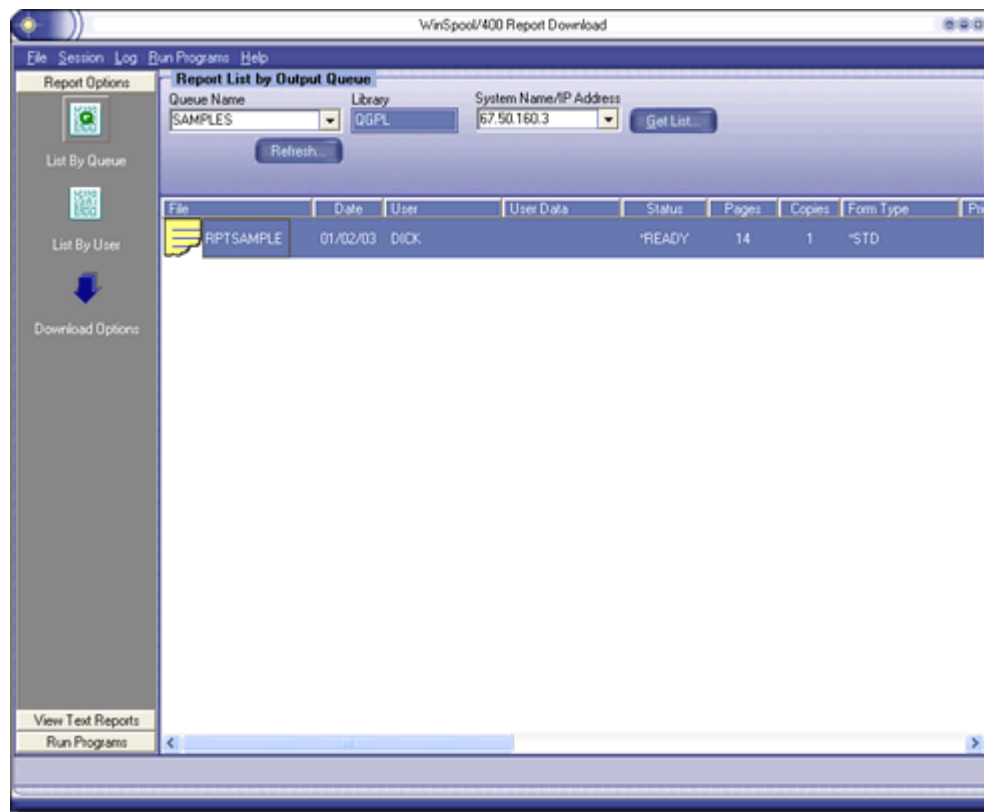 WinSpool/400 Report Download
File Session Log Run Programs Help
Report Options
Report List by Output Queue
Queue Name Library System Name/IP Address
SAMPLES QGPL 67.50.160.3 Get List...
Refresh...
List By Queue
File Date User User Data Status Pages Copies Form Type Pri
RPTSAMPLE 01/02/03 DICK *READY 14 1 *STD
List By User
Download Options
View Text Reports
Run Programs